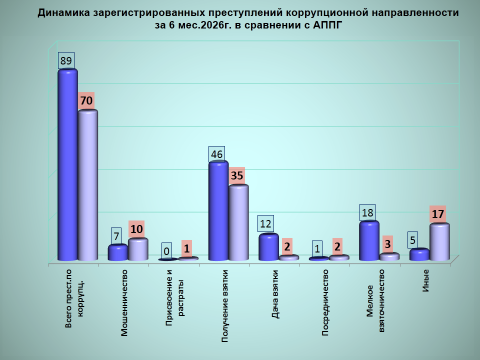 Динамика зарегистрированных преступлений коррупционной направленности
за 6 мес.2026г. в сравнении с АППГ
89
70
7
10
0
1
46
35
12
2
1
2
18
3
5
17
Всего прест.по
коррупц.
Мошенничество
Присвоение и
расраты
Получение взятки
Дача взятки
Посредничество
Мелкое
взяточничество
Иные